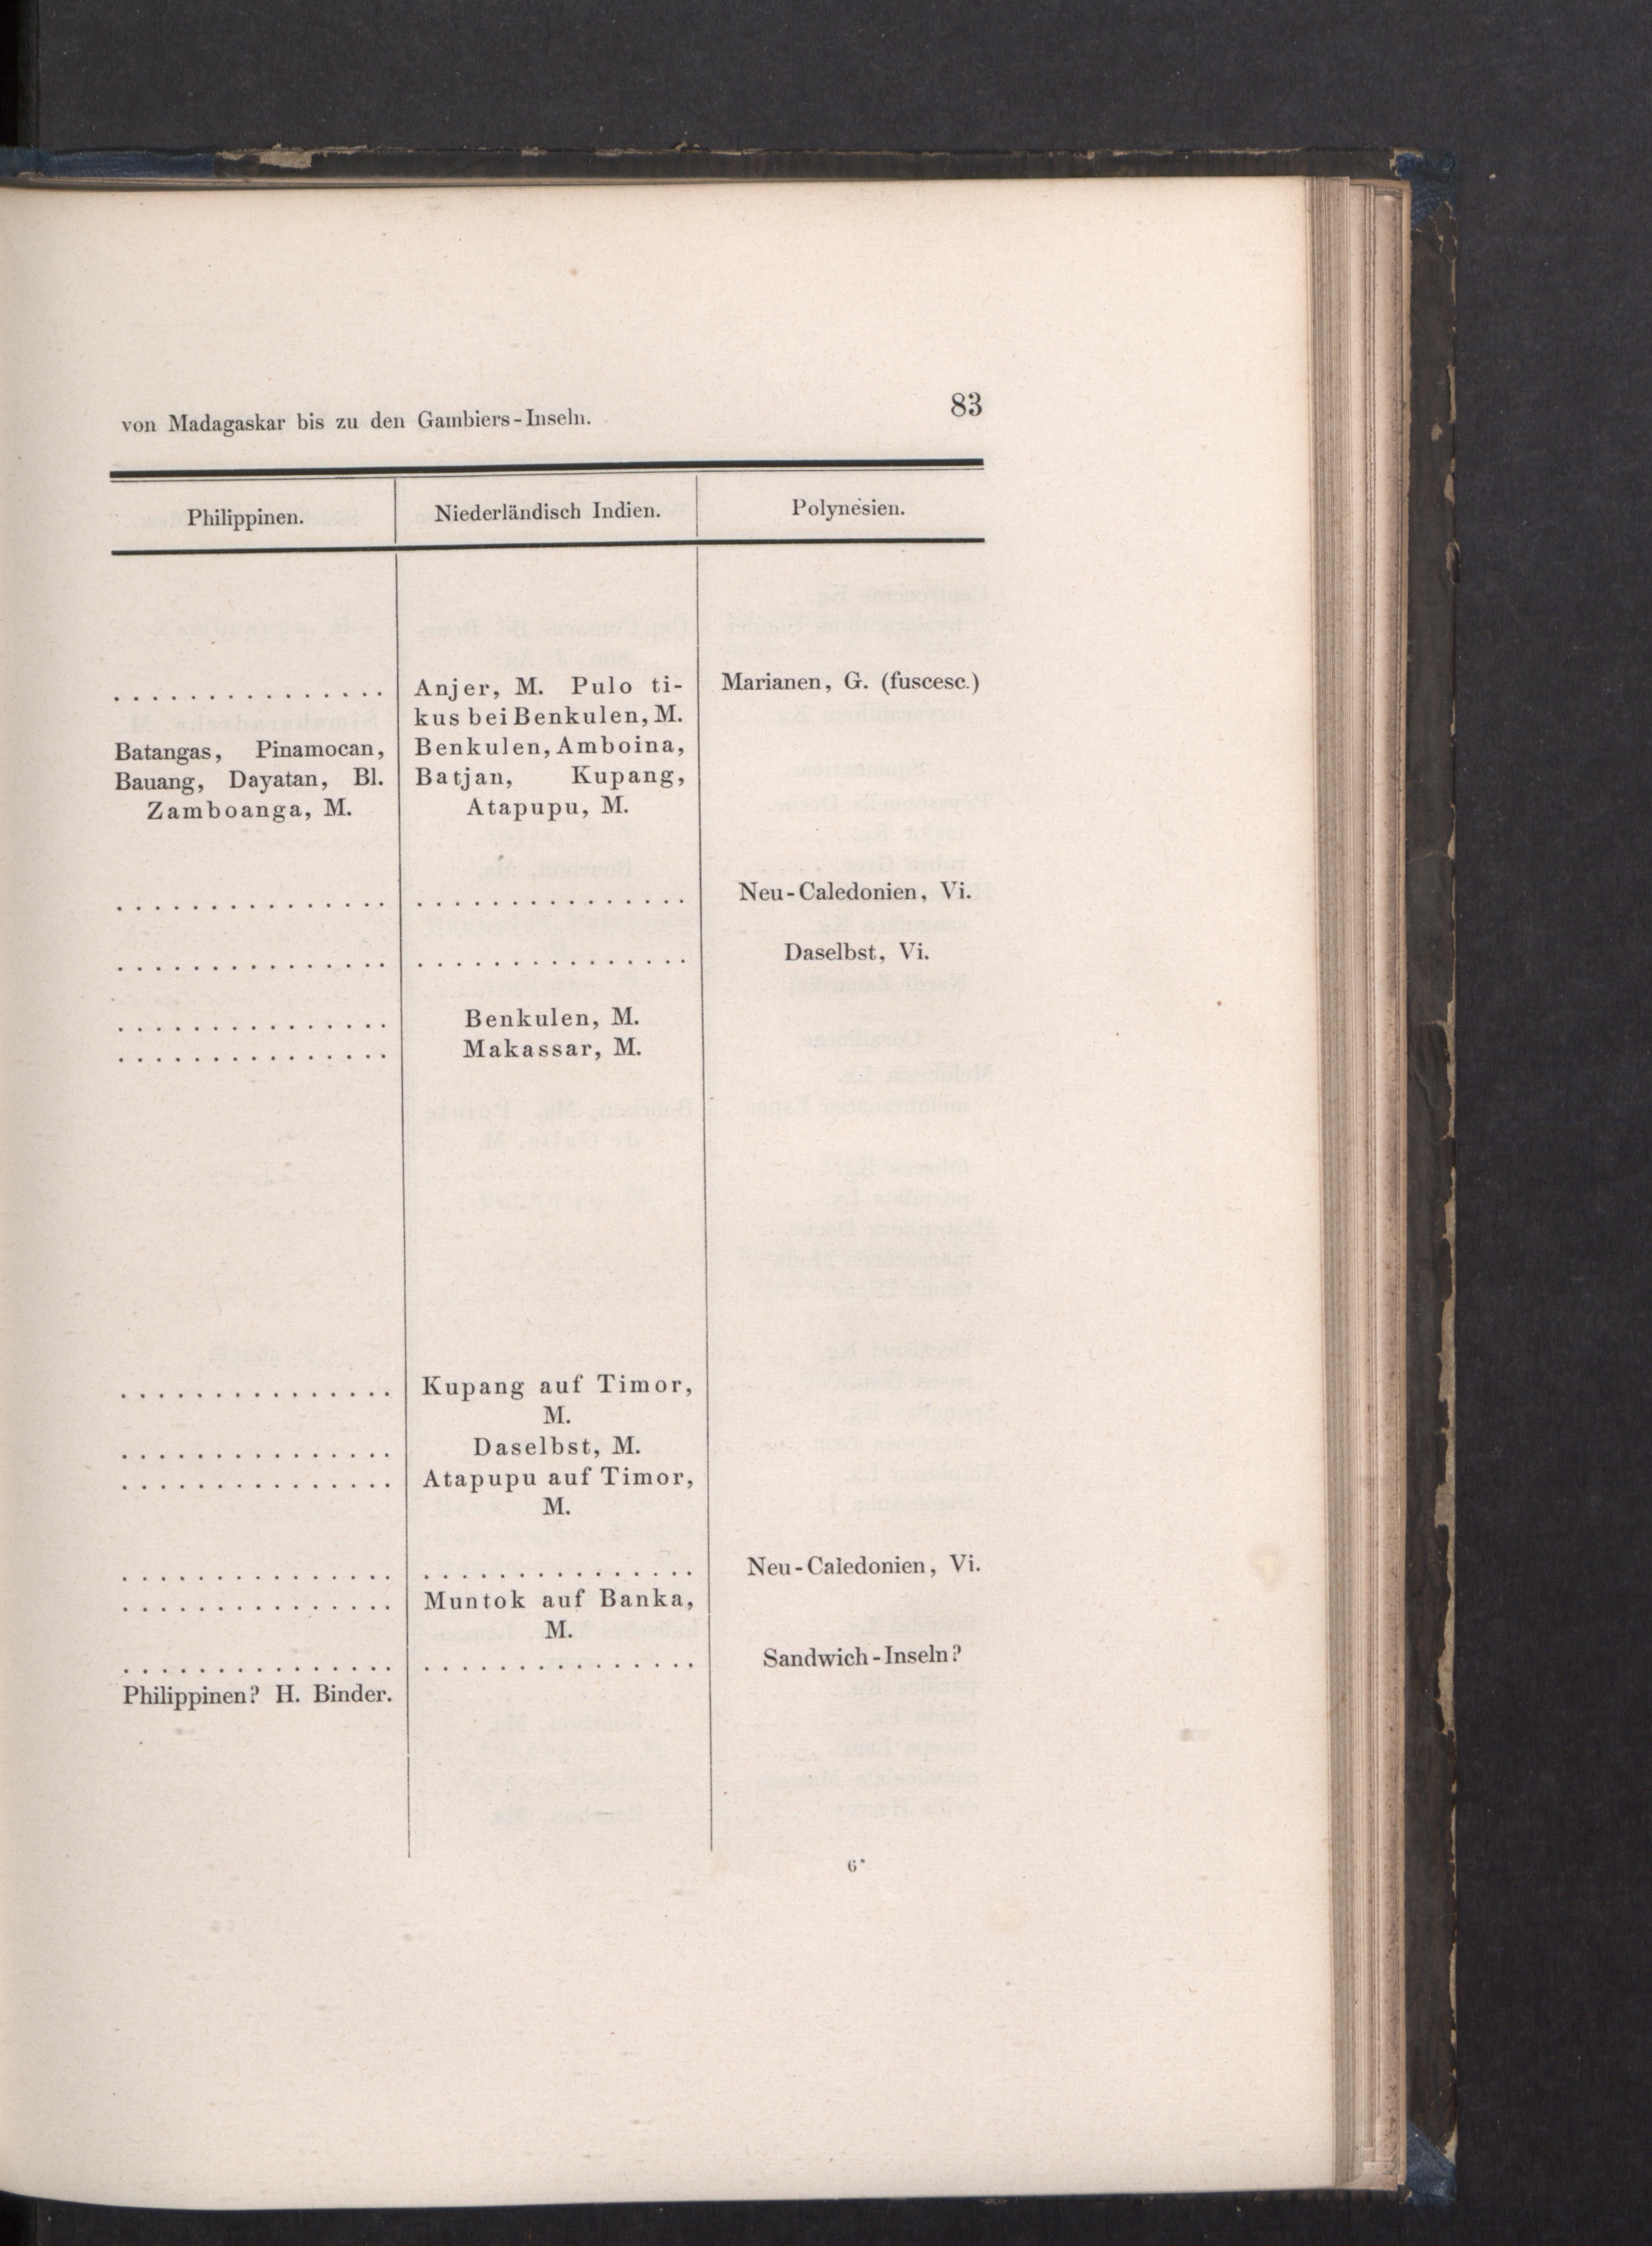 von Madagaskar bis zu den Gambiers-Inseln. 83
Philippinen. Niederländisch Indien. Polynesien.
. . . . . . . . . . . . . . . Anjer, M. Pulo ti- Marianen, G. (fuscesc.)
kus bei Benkulen, M.
Batangas, Pinamocan, Benkulen, Amboina,
Bauang, Dayatan, Bl. Batjan, Kupang,
Zamboanga, M. Atapupu, M.
. . . . . . . . . . . . . . . . . . . . . . . . . . . . . . Neu-Caledonien, Vi.
. . . . . . . . . . . . . . . . . . . . . . . . . . . . . . Daselbst, Vi.
. . . . . . . . . . . . . . . Benkulen, M.
. . . . . . . . . . . . . . . Makassar, M.
. . . . . . . . . . . . . . . Kupang auf Timor,
M.
. . . . . . . . . . . . . . . Daselbst, M.
. . . . . . . . . . . . . . . Atapupu auf Timor,
M.
. . . . . . . . . . . . . . . . . . . . . . . . . . . . . . Neu-Caledonien, Vi.
. . . . . . . . . . . . . . . Muntok auf Banka,
M.
. . . . . . . . . . . . . . . . . . . . . . . . . . . . . . Sandwich-Inseln?
Philippinen? H. Binder.
6*